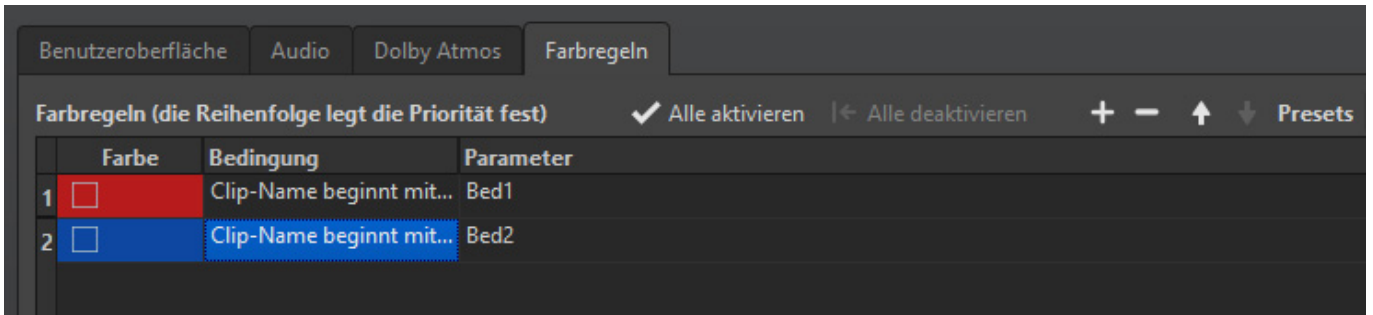 Benutzeroberfläche Audio Dolby Atmos Farbregeln
Farbregeln (die Reihenfolge legt die Priorität fest) Alle aktivieren Alle deaktivieren Presets
Farbe Bedingung Parameter
1 Clip-Name beginnt mit... Bed1
2 Clip-Name beginnt mit... Bed2